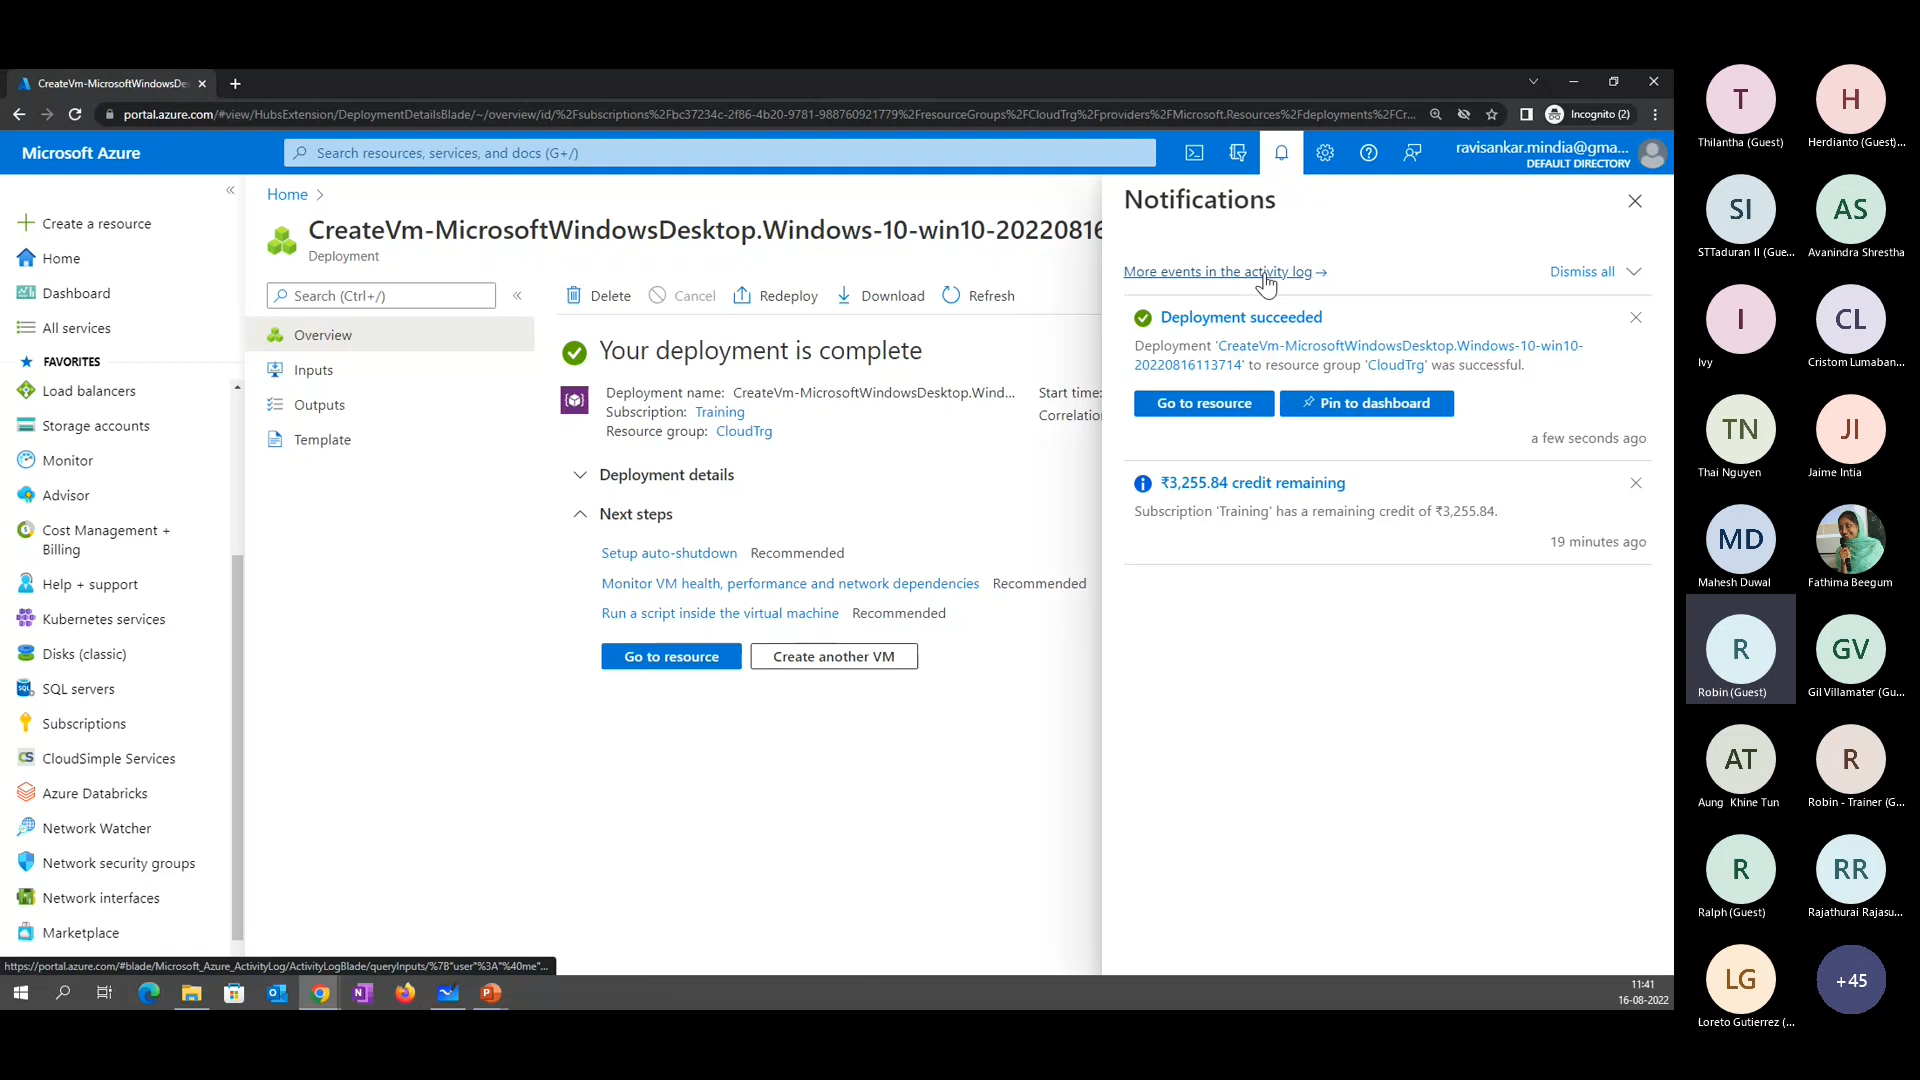 CreateVm-MicrosoftWindowsDes
portal.azure.com/#view/HubsExtension/DeploymentDetailsBlade/~/overview/id/%2Fsubscriptions%2Fbc37234c-2f86-4b20-9781-988760921779%2FresourceGroups%2FCloudTrg%2Fproviders%2FMicrosoft.Resources%2Fdeployments%2FCr...
Incognito (2)
Microsoft Azure
Search resources, services, and docs (G+/)
ravisankar.mindia@gma...
DEFAULT DIRECTORY
Create a resource
Home
Dashboard
All services
FAVORITES
Load balancers
Storage accounts
Monitor
Advisor
Cost Management +
Billing
Help + support
Kubernetes services
Disks (classic)
SQL
SQL servers
Subscriptions
CS
CloudSimple Services
Azure Databricks
Network Watcher
Network security groups
Network interfaces
Marketplace
Home >
CreateVm-MicrosoftWindowsDesktop.Windows-10-win10-20220816
Deployment
Search (Ctrl+/)
Overview
Inputs
Outputs
Template
Delete
Cancel
Redeploy
Download
Refresh
Your deployment is complete
Deployment name: CreateVm-MicrosoftWindowsDesktop.Wind...
Subscription: Training
Resource group: CloudTrg
Start time:
Correlatio
Deployment details
Next steps
Setup auto-shutdown Recommended
Monitor VM health, performance and network dependencies Recommended
Run a script inside the virtual machine Recommended
Go to resource
Create another VM
Notifications
More events in the activity log →
Dismiss all
Deployment succeeded
Deployment 'CreateVm-MicrosoftWindowsDesktop.Windows-10-win10-
20220816113714' to resource group 'CloudTrg' was successful.
Go to resource
Pin to dashboard
a few seconds ago
₹3,255.84 credit remaining
Subscription 'Training' has a remaining credit of ₹3,255.84.
19 minutes ago
https://portal.azure.com/#blade/Microsoft_Azure_ActivityLog/ActivityLogBlade/queryInputs/%7B"user"%3A"%40me"...
11:41
16-08-2022
T
Thilantha (Guest)
H
Herdianto (Guest)...
SI
STTaduran II (Gue...
AS
Avanindra Shrestha
I
Ivy
CL
Cristom Lumaban...
TN
Thai Nguyen
JI
Jaime Intia
MD
Mahesh Duwal
Fathima Beegum
R
Robin (Guest)
GV
Gil Villamater (Gu...
AT
Aung Khine Tun
R
Robin - Trainer (G...
R
Ralph (Guest)
RR
Rajathurai Rajasu...
LG
Loreto Gutierrez (...
+45